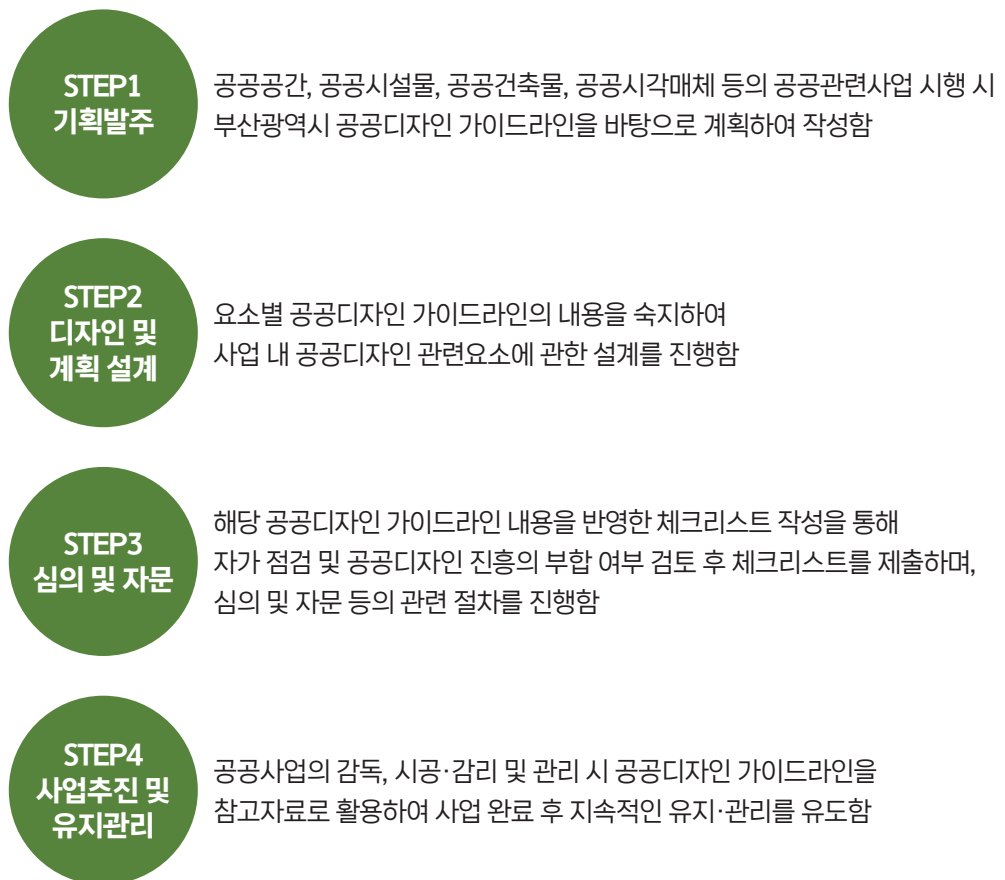 STEP1
기획발주
공공공간, 공공시설물, 공공건축물, 공공시각매체 등의 공공관련사업 시행 시
부산광역시 공공디자인 가이드라인을 바탕으로 계획하여 작성함
STEP2
디자인 및
계획 설계
요소별 공공디자인 가이드라인의 내용을 숙지하여
사업 내 공공디자인 관련요소에 관한 설계를 진행함
STEP3
심의 및 자문
해당 공공디자인 가이드라인 내용을 반영한 체크리스트 작성을 통해
자가 점검 및 공공디자인 진흥의 부합 여부 검토 후 체크리스트를 제출하며,
심의 및 자문 등의 관련 절차를 진행함
STEP4
사업추진 및
유지관리
공공사업의 감독, 시공·감리 및 관리 시 공공디자인 가이드라인을
참고자료로 활용하여 사업 완료 후 지속적인 유지·관리를 유도함